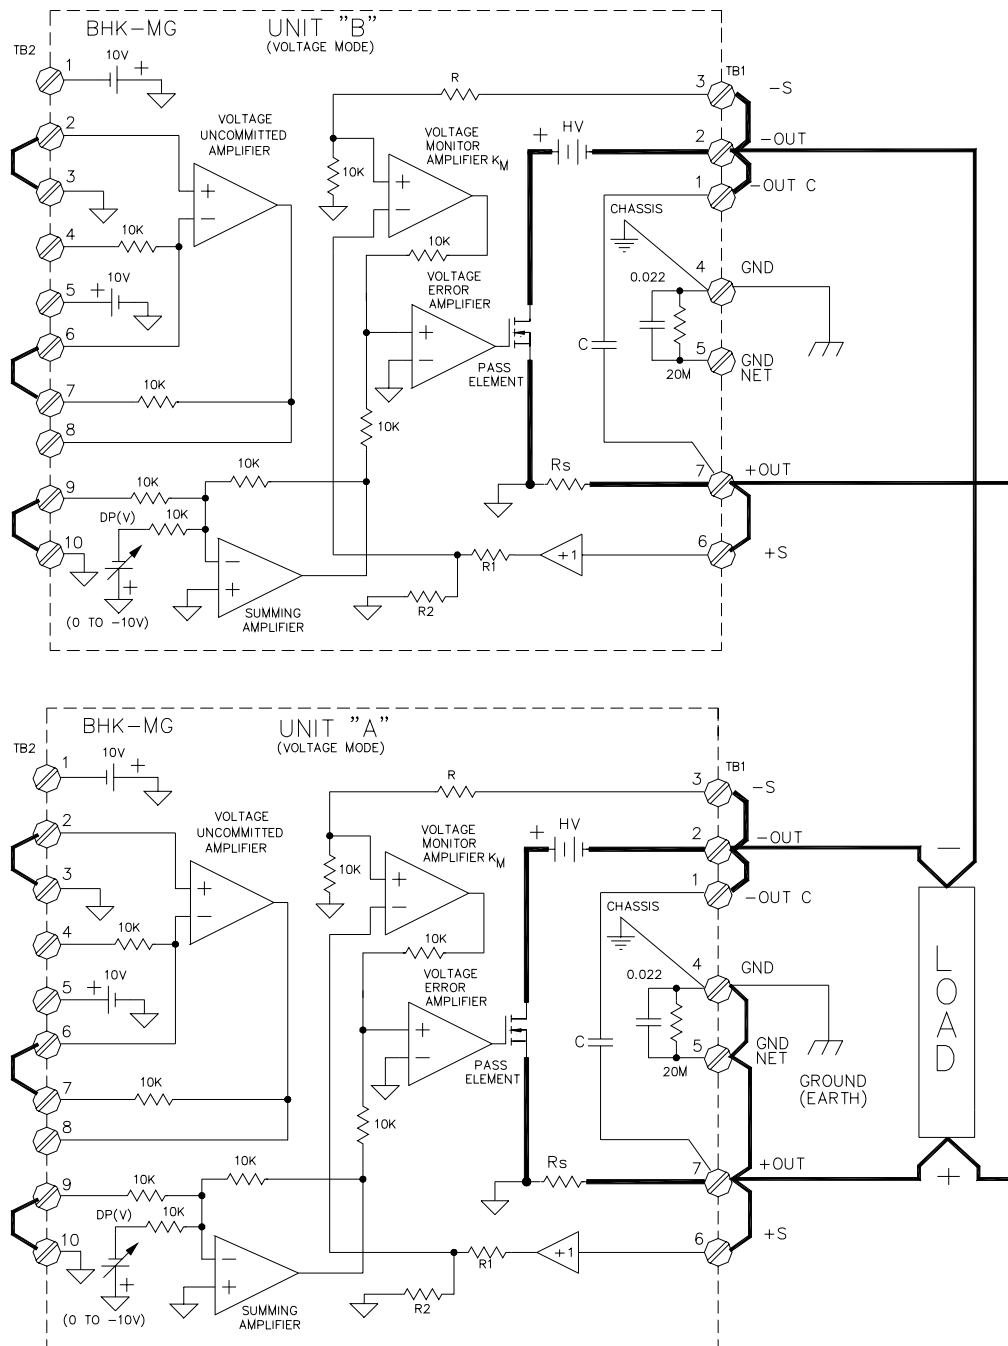 BHK-MG
UNIT "B"
(VOLTAGE MODE)
TB2
1
10V
+
TB1
3
-S
R
2
VOLTAGE
UNCOMMITTED
AMPLIFIER
VOLTAGE
MONITOR
AMPLIFIER KM
+
HV
2
-OUT
10K
+
-
+
-
3
1
-OUT C
CHASSIS
4
10K
10K
5
+
10V
VOLTAGE
ERROR
AMPLIFIER
0.022
4
GND
+
-
6
C
5
GND
NET
20M
PASS
ELEMENT
7
10K
8
10K
9
10K
10K
Rs
7
+OUT
DP(V)
10K
10
-
+
+
R1
+1
6
+S
R2
(0 TO -10V)
SUMMING
AMPLIFIER
BHK-MG
UNIT "A"
(VOLTAGE MODE)
TB2
1
10V
+
TB1
3
-S
R
2
VOLTAGE
UNCOMMITTED
AMPLIFIER
VOLTAGE
MONITOR
AMPLIFIER KM
+
HV
2
-OUT
-
10K
+
-
+
-
3
1
-OUT C
CHASSIS
4
10K
10K
5
+
10V
VOLTAGE
ERROR
AMPLIFIER
0.022
4
GND
LOAD
+
-
6
C
5
GND
NET
20M
PASS
ELEMENT
GROUND
(EARTH)
7
10K
8
10K
9
10K
10K
Rs
7
+OUT
+
DP(V)
10K
10
-
+
+
R1
+1
6
+S
R2
(0 TO -10V)
SUMMING
AMPLIFIER